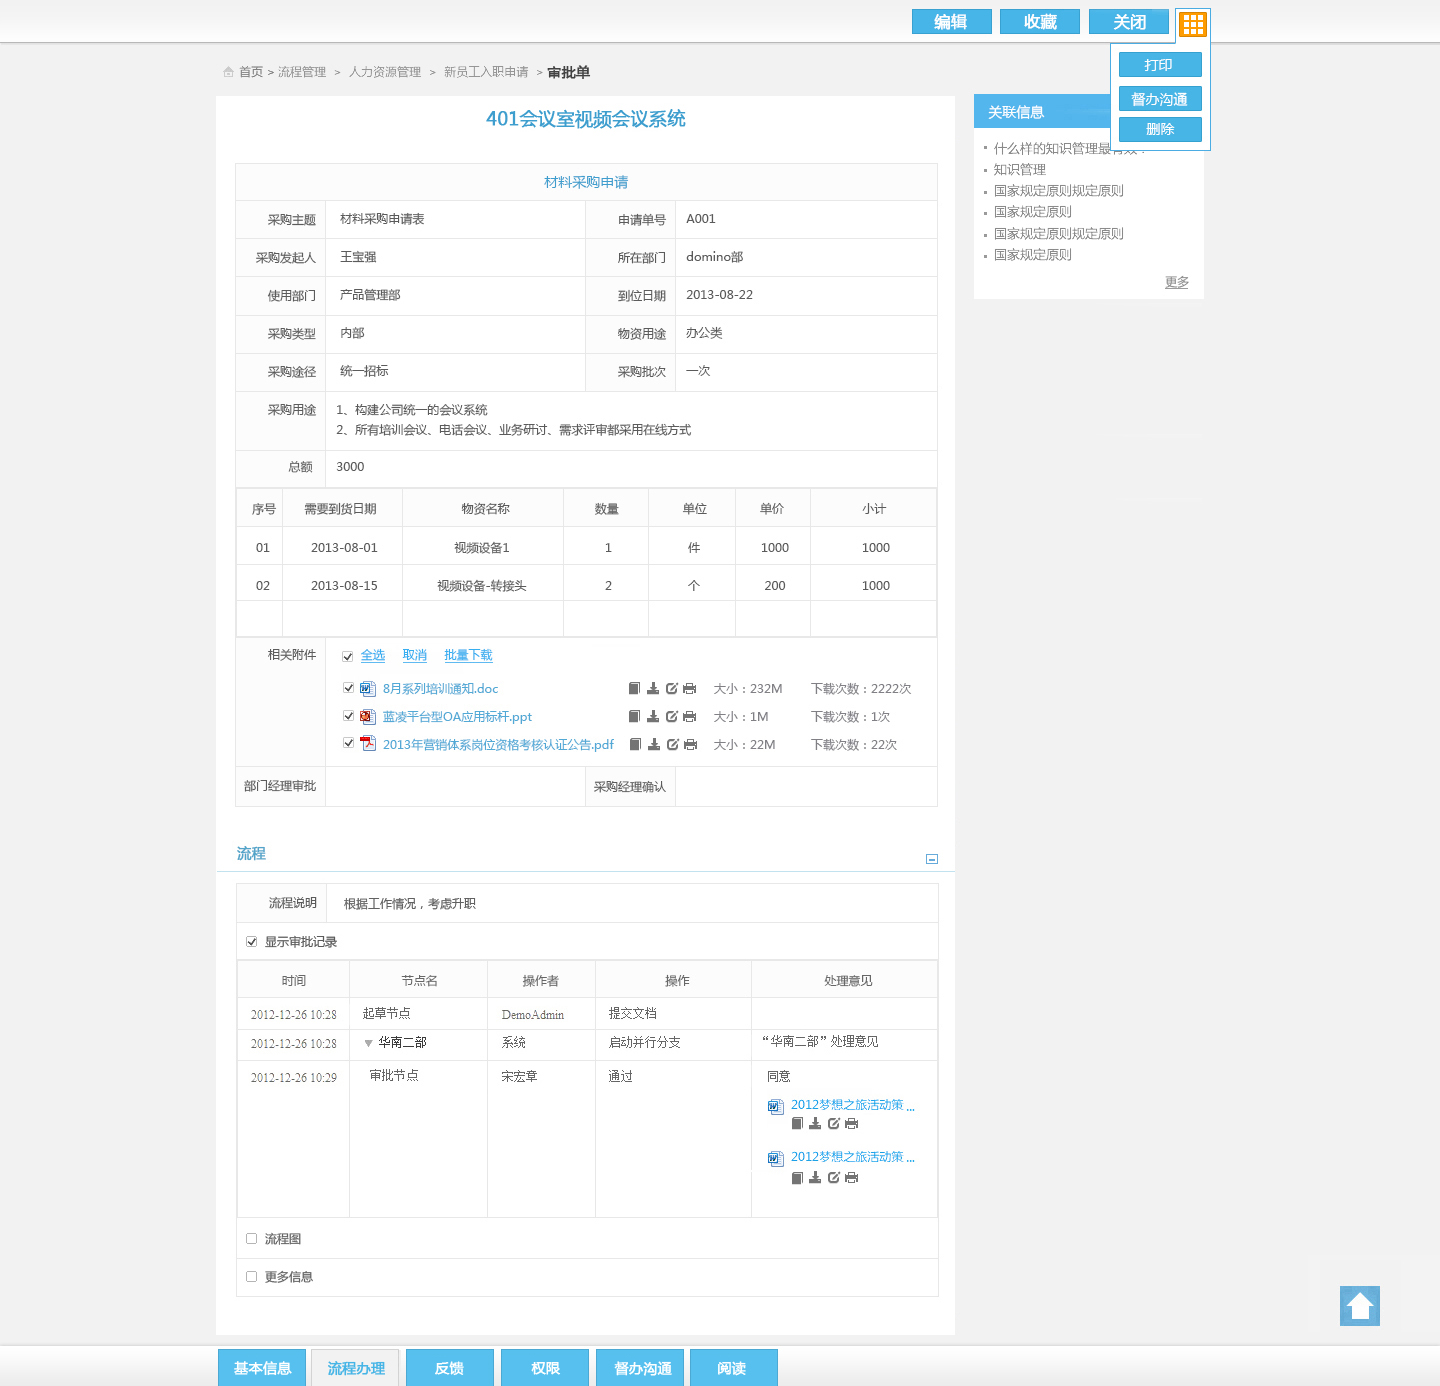 编辑 收藏 关闭
打印
督办沟通
删除
首页 > 流程管理 > 人力资源管理 > 新员工入职申请 > 审批单
401会议室视频会议系统
关联信息
什么样的知识管理最有效？
知识管理
国家规定原则规定原则
国家规定原则
国家规定原则规定原则
国家规定原则
更多
材料采购申请
采购主题 材料采购申请表 申请单号 A001
采购发起人 王宝强 所在部门 domino部
使用部门 产品管理部 到位日期 2013-08-22
采购类型 内部 物资用途 办公类
采购途径 统一招标 采购批次 一次
采购用途 1、构建公司统一的会议系统
2、所有培训会议、电话会议、业务研讨、需求评审都采用在线方式
总额 3000
序号 需要到货日期 物资名称 数量 单位 单价 小计
01 2013-08-01 视频设备1 1 件 1000 1000
02 2013-08-15 视频设备-转接头 2 个 200 1000
相关附件 全选 取消 批量下载
8月系列培训通知.doc 大小：232M 下载次数：2222次
蓝凌平台型OA应用标杆.ppt 大小：1M 下载次数：1次
2013年营销体系岗位资格考核认证公告.pdf 大小：22M 下载次数：22次
部门经理审批 采购经理确认
流程
流程说明 根据工作情况，考虑升职
显示审批记录
时间 节点名 操作者 操作 处理意见
2012-12-26 10:28 起草节点 DemoAdmin 提交文档
2012-12-26 10:28 华南二部 系统 启动并行分支 “华南二部”处理意见
2012-12-26 10:29 审批节点 宋宏章 通过 同意
2012梦想之旅活动策 ...
2012梦想之旅活动策 ...
流程图
更多信息
基本信息 流程办理 反馈 权限 督办沟通 阅读